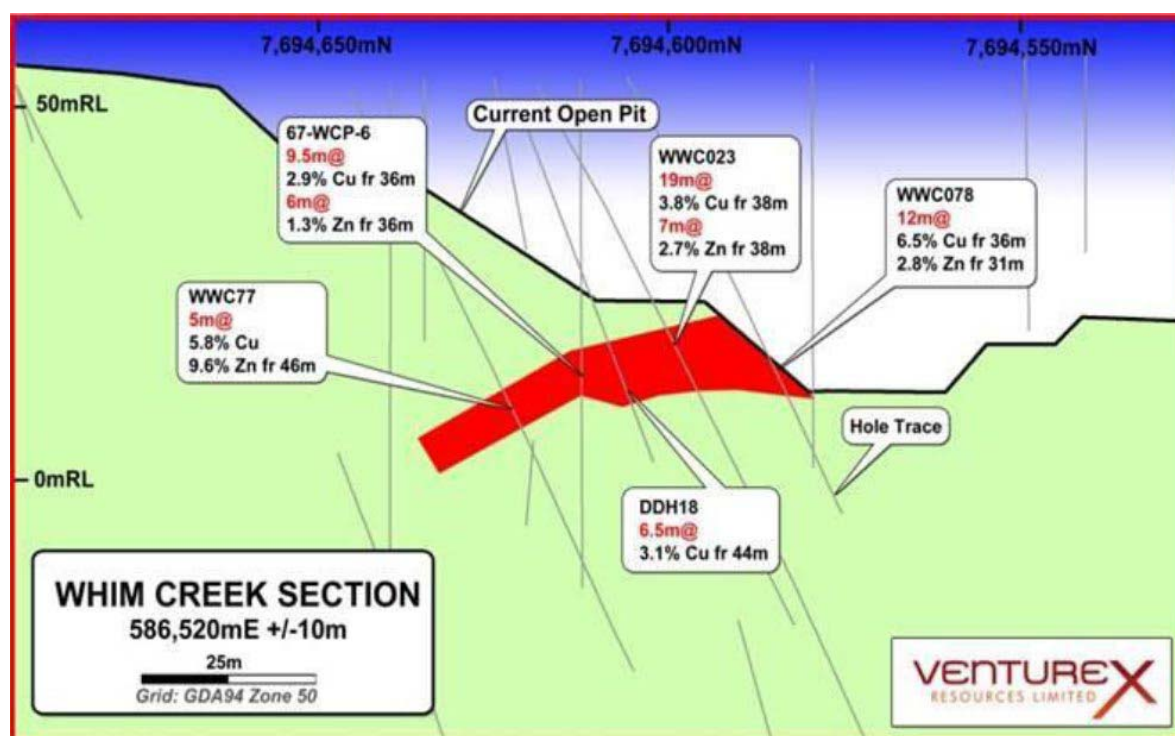 7,694,650mN
7,694,600mN
7,694,550mN
50mRL
Current Open Pit
67-WCP-6
9.5m@
2.9% Cu fr 36m
6m@
1.3% Zn fr 36m
WWC023
19m@
3.8% Cu fr 38m
7m@
2.7% Zn fr 38m
WWC078
12m@
6.5% Cu fr 36m
2.8% Zn fr 31m
WWC77
5m@
5.8% Cu
9.6% Zn fr 46m
Hole Trace
0mRL
DDH18
6.5m@
3.1% Cu fr 44m
WHIM CREEK SECTION
586,520mE +/-10m
25m
Grid: GDA94 Zone 50
VENTUREX
RESOURCES LIMITED